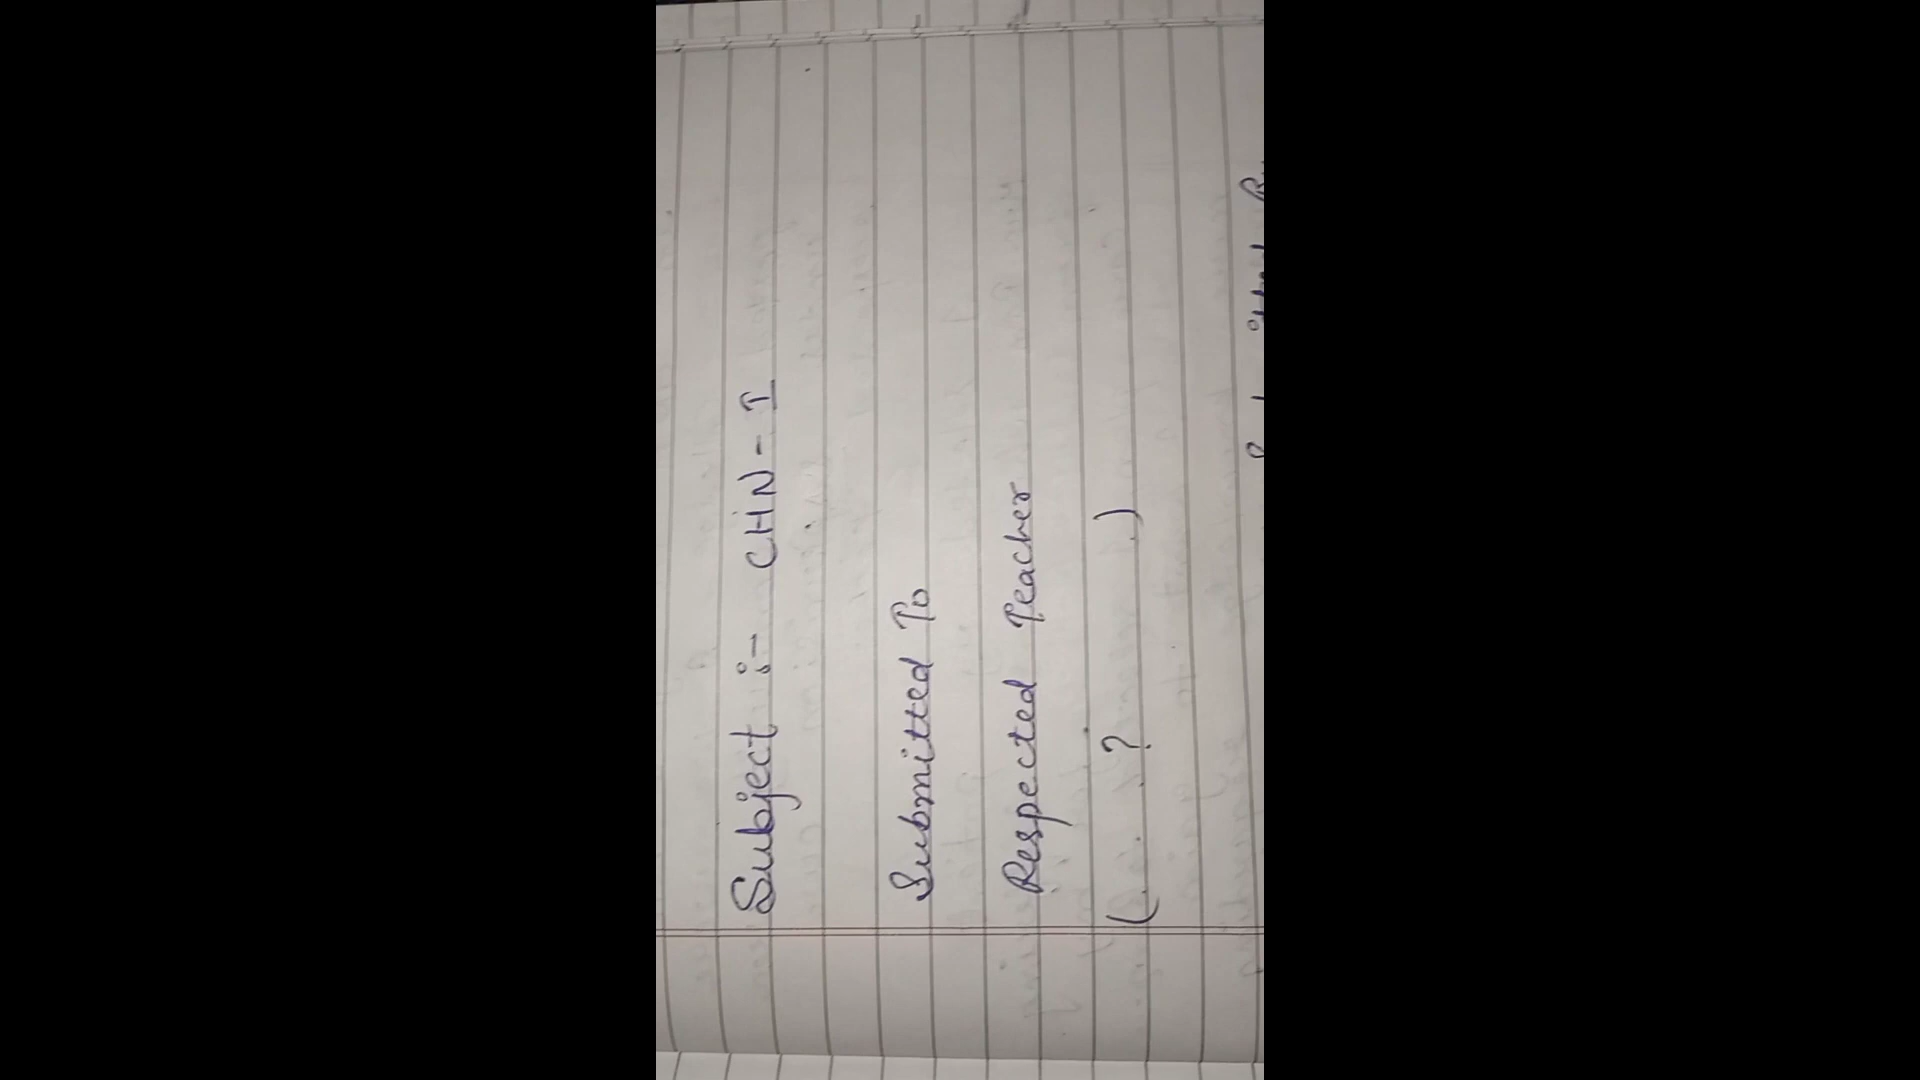 Subject :- CHN - I
Submitted To
Respected Teacher
(.. ..?      ..)